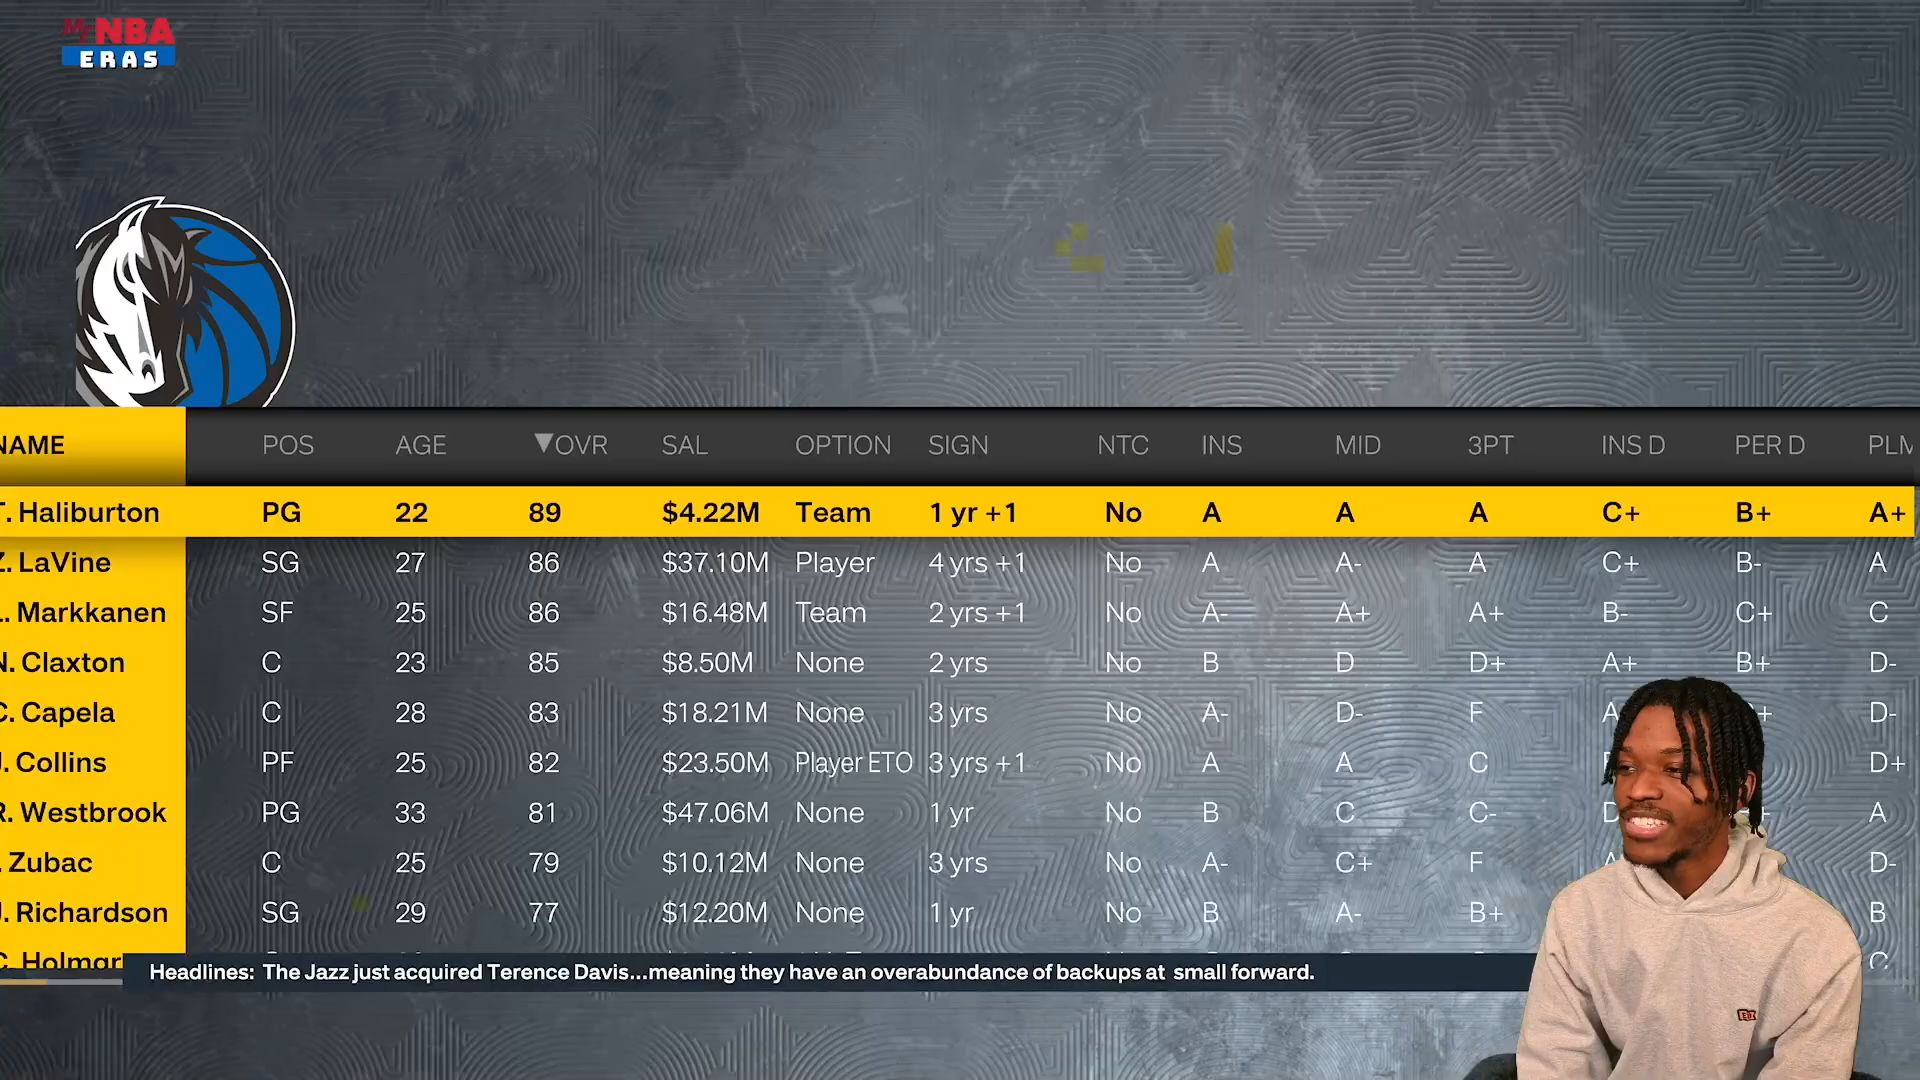 My NBA
ERAS
NAME POS AGE ▼OVR SAL OPTION SIGN NTC INS MID 3PT INS D PER D PLM
T. Haliburton PG 22 89 $4.22M Team 1 yr +1 No A A A C+ B+ A+
Z. LaVine SG 27 86 $37.10M Player 4 yrs +1 No A A- A C+ B- A
L. Markkanen SF 25 86 $16.48M Team 2 yrs +1 No A- A+ A+ B- C+ C
N. Claxton C 23 85 $8.50M None 2 yrs No B D D+ A+ B+ D-
C. Capela C 28 83 $18.21M None 3 yrs No A- D- F D-
J. Collins PF 25 82 $23.50M Player ETO 3 yrs +1 No A A C D+
R. Westbrook PG 33 81 $47.06M None 1 yr No B C C- A
Zubac C 25 79 $10.12M None 3 yrs No A- C+ F D-
J. Richardson SG 29 77 $12.20M None 1 yr No B A- B+ B
C. Holmgr
Headlines: The Jazz just acquired Terence Davis...meaning they have an overabundance of backups at small forward.